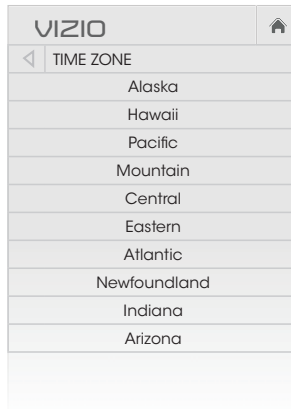 VIZIO
TIME ZONE
Alaska
Hawaii
Pacific
Mountain
Central
Eastern
Atlantic
Newfoundland
Indiana
Arizona